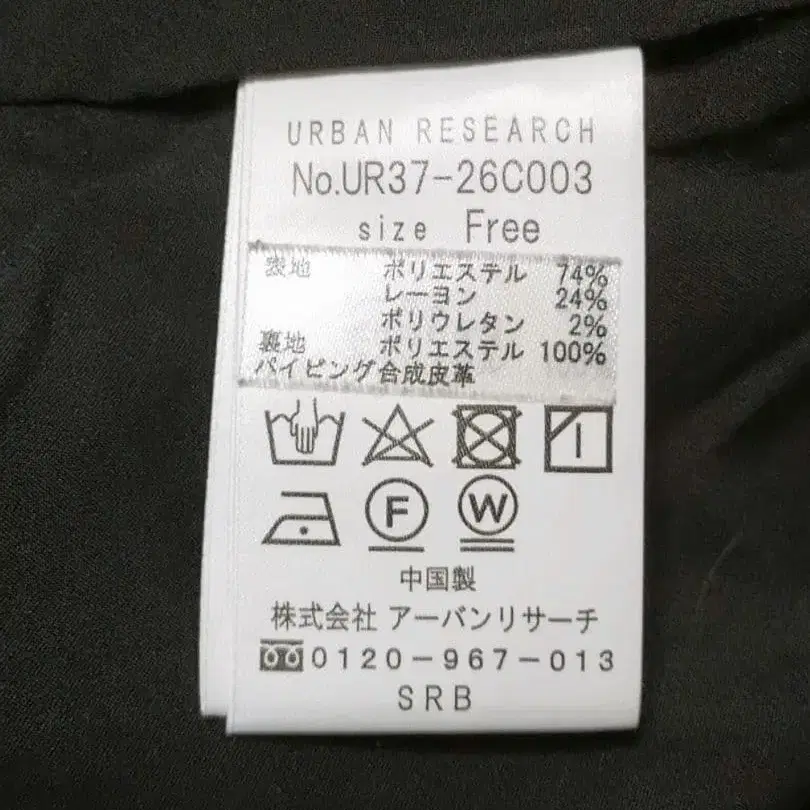 URBAN RESEARCH
No.UR37-26C003
size Free
表地 ポリエステル 74%
レーヨン 24%
ポリウレタン 2%
裏地 ポリエステル 100%
パイピング 合成皮革
F W
中国製
株式会社 アーバンリサーチ
0120-967-013
SRB